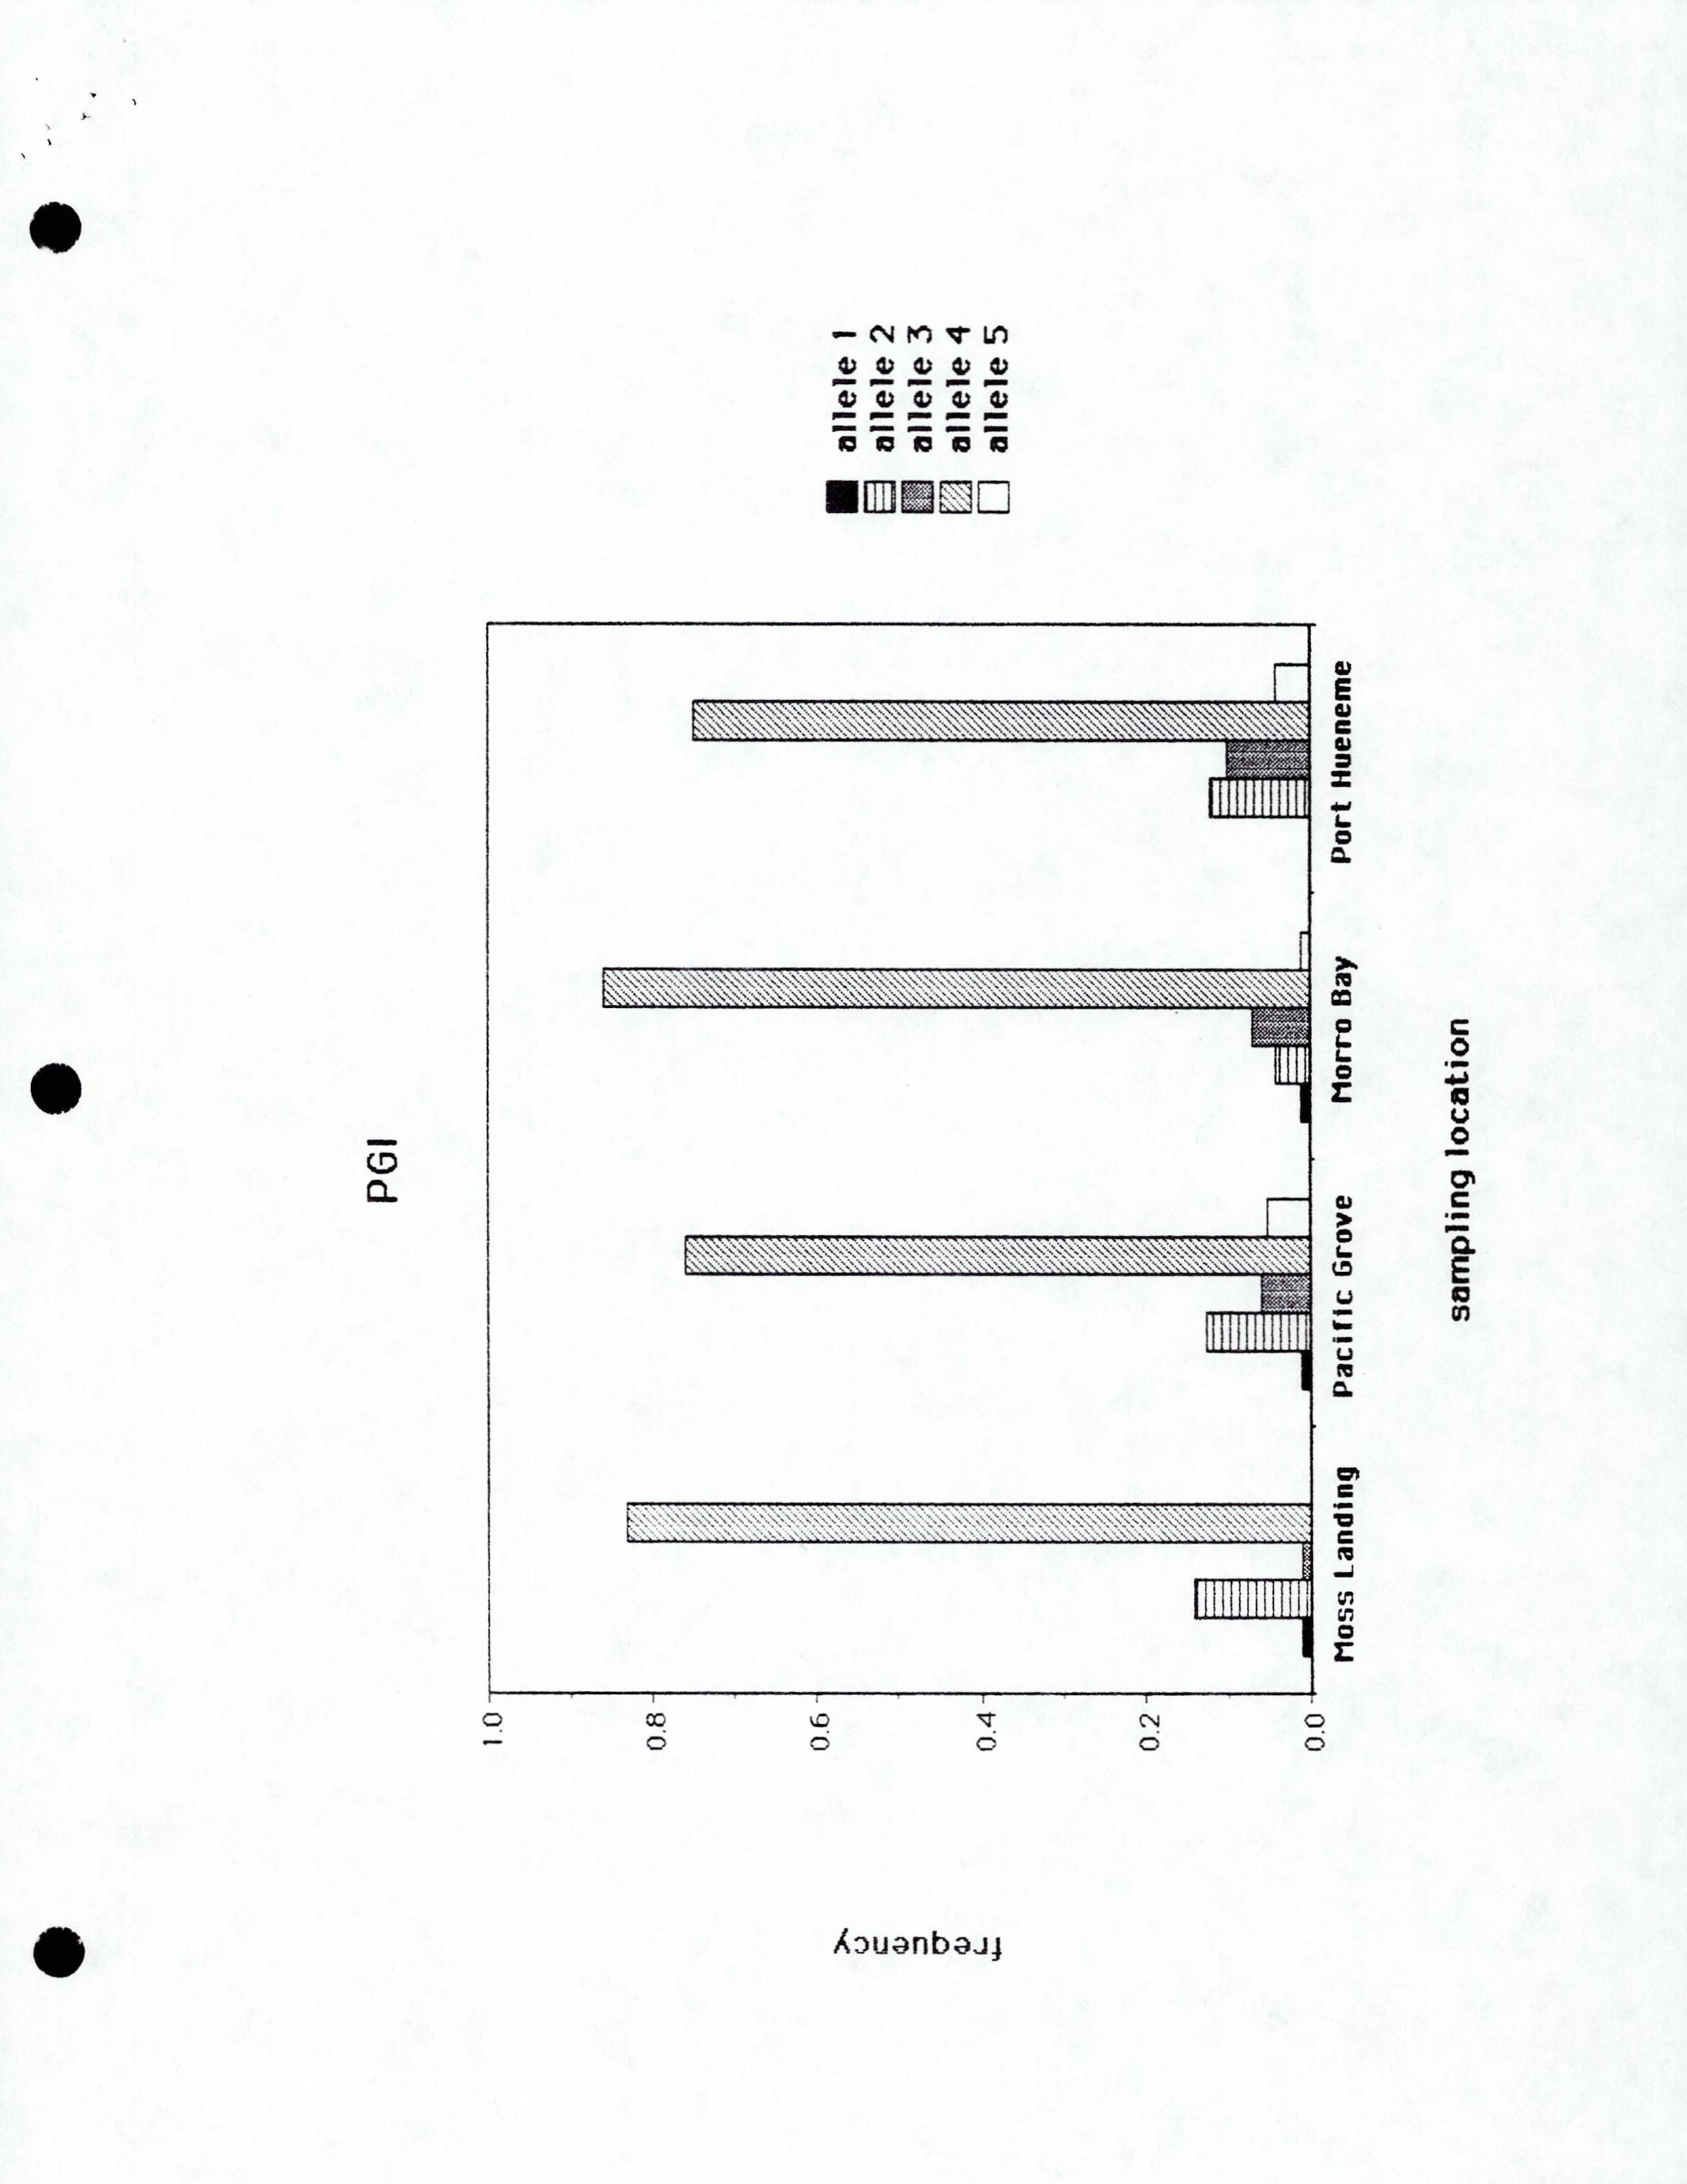 PGI
frequency
1.0
0.8
0.6
0.4
0.2
0.0
Moss Landing
Pacific Grove
Morro Bay
Port Hueneme
sampling location
allele 1
allele 2
allele 3
allele 4
allele 5